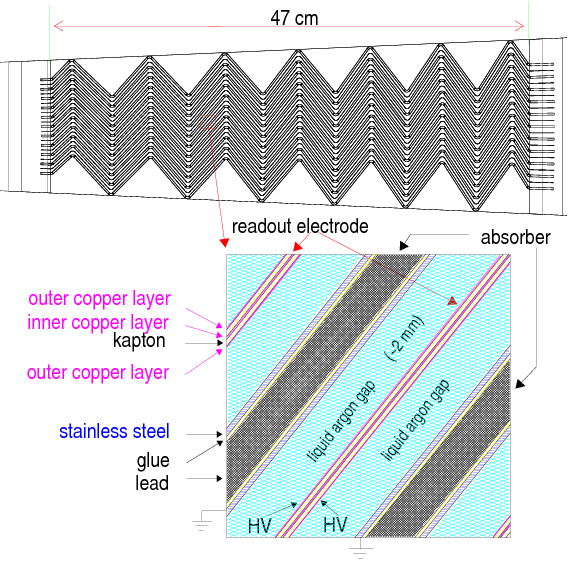 47 cm
readout electrode
absorber
outer copper layer
inner copper layer
kapton
outer copper layer
(~2 mm)
liquid argon gap
liquid argon gap
stainless steel
glue
lead
HV
HV